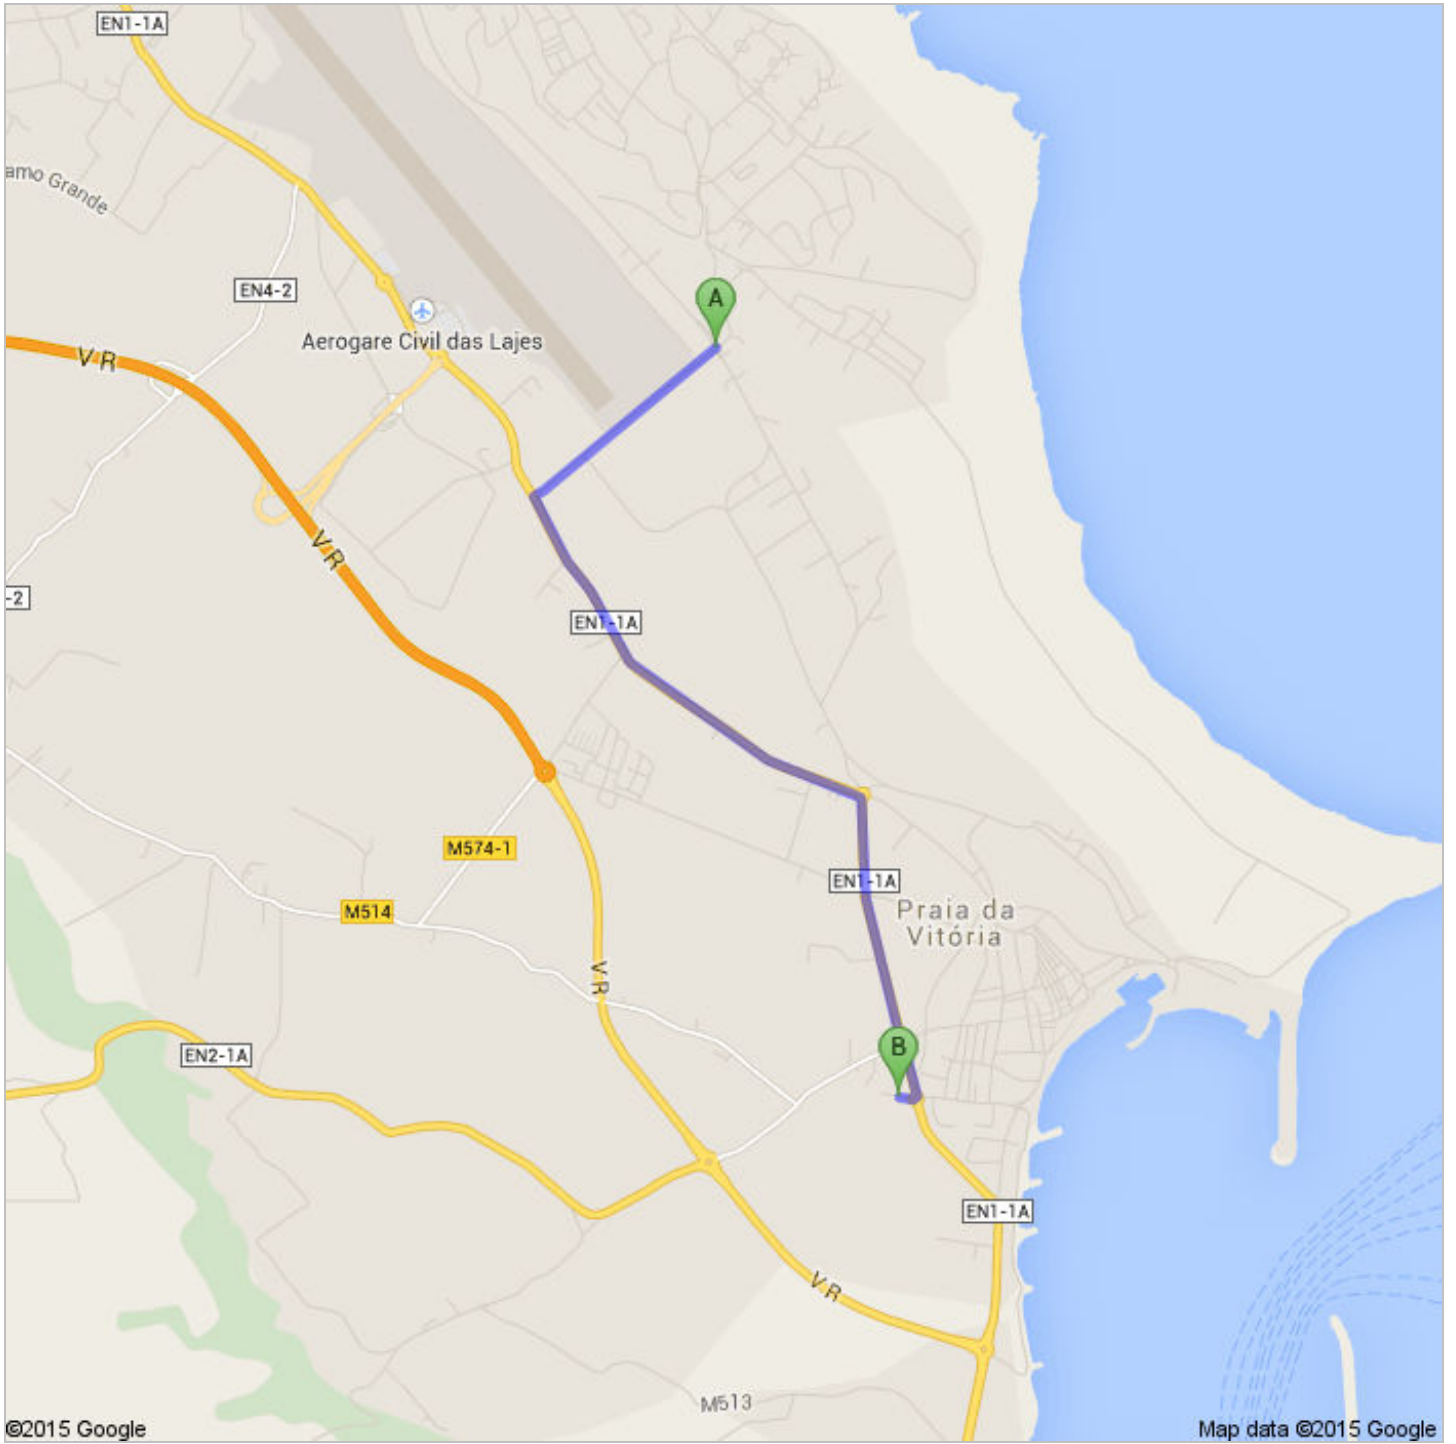 EN1-1A
amo Grande
EN4-2
A
Aerogare Civil das Lajes
V R
V R
-2
EN1-1A
M574-1
EN1-1A
M514
Praia da
Vitória
V R
B
EN2-1A
EN1-1A
V R
M513
©2015 Google
Map data ©2015 Google